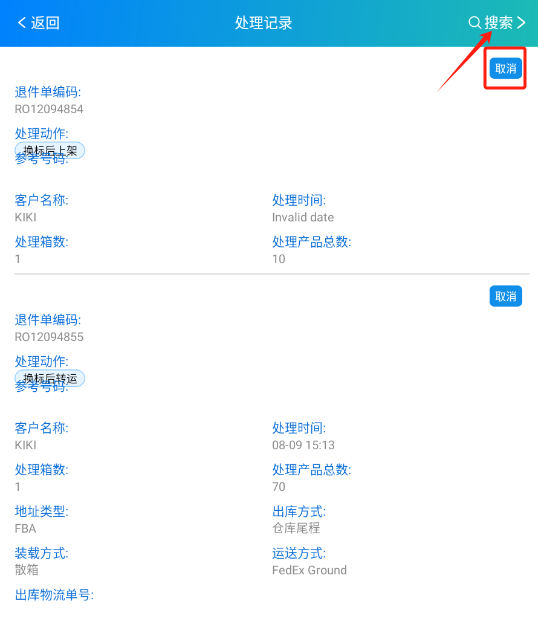 返回 处理记录 搜索
取消
退件单编码:
RO12094854
处理动作:
换标后上架
参考号码:
客户名称: 处理时间:
KIKI Invalid date
处理箱数: 处理产品总数:
1 10
取消
退件单编码:
RO12094855
处理动作:
换标后转运
参考号码:
客户名称: 处理时间:
KIKI 08-09 15:13
处理箱数: 处理产品总数:
1 70
地址类型: 出库方式:
FBA 仓库尾程
装载方式: 运送方式:
散箱 FedEx Ground
出库物流单号: